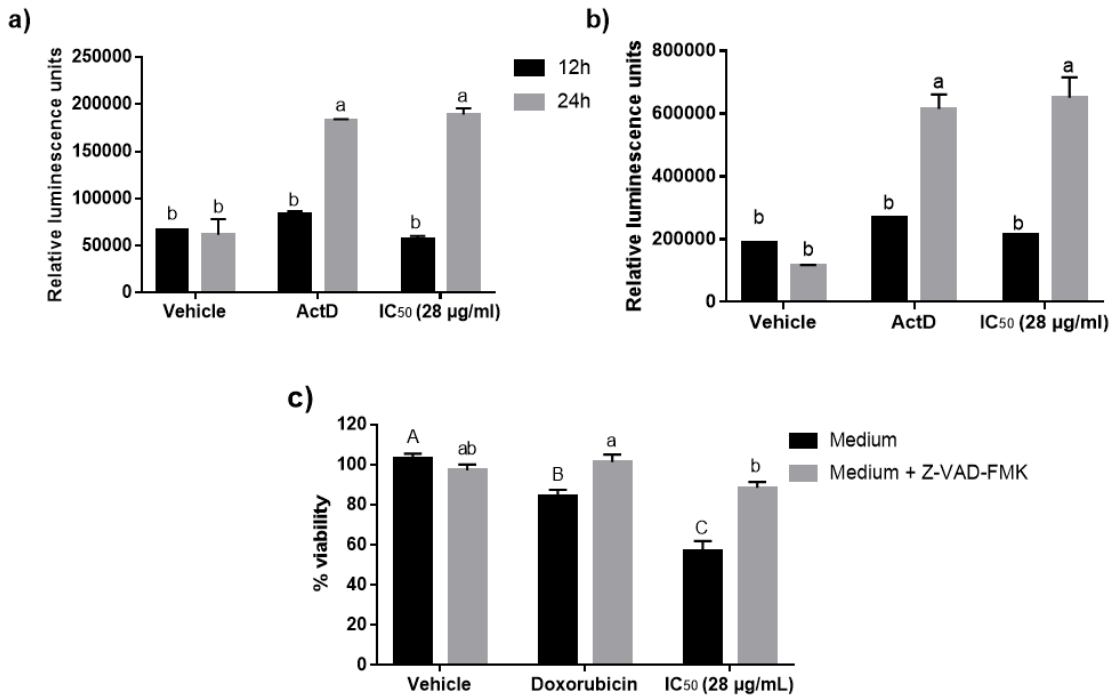 a)
Relative luminescence units
250000
200000
150000
100000
50000
0
b
b
b
a
b
a
Vehicle
ActD
IC50 (28 µg/ml)
12h
24h
b)
Relative luminescence units
800000
600000
400000
200000
0
b
b
b
a
b
a
Vehicle
ActD
IC50 (28 µg/ml)
c)
% viability
120
100
80
60
40
20
0
A
ab
B
a
C
b
Vehicle
Doxorubicin
IC50 (28 µg/mL)
Medium
Medium + Z-VAD-FMK